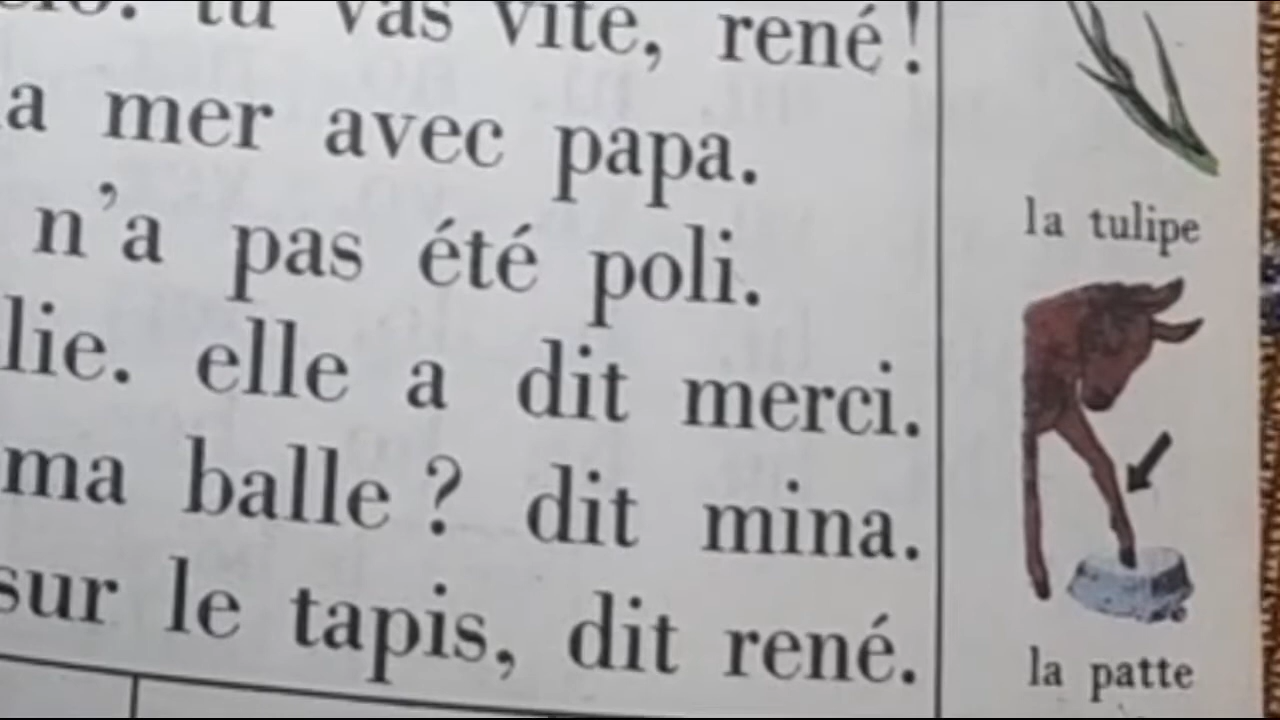 tu vas vite, rené !
mer avec papa.
n'a pas été poli.
elle a dit merci.
ma balle ? dit mina.
sur le tapis, dit rené.
la tulipe
la patte